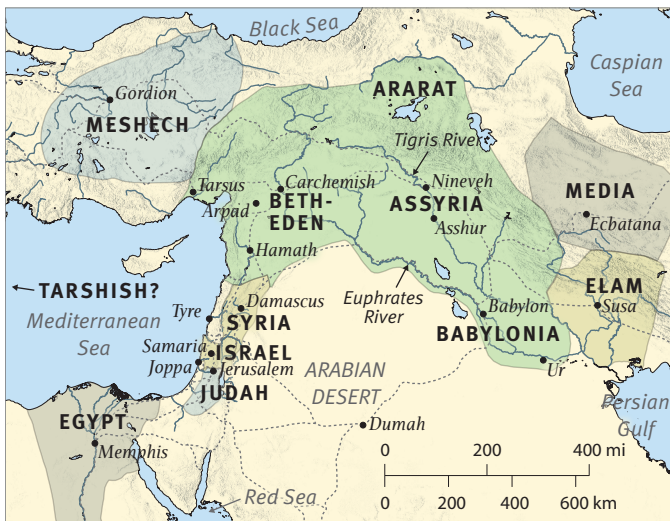 Black Sea
Caspian
Sea
ARARAT
Gordion
MESHECH
Tigris River
Tarsus
Carchemish
Nineveh
MEDIA
Arpad
BETH-
EDEN
ASSYRIA
Ecbatana
Asshur
Hamath
TARSHISH?
ELAM
Mediterranean
Sea
Damascus
Euphrates
River
Babylon
Susa
Tyre
SYRIA
BABYLONIA
Samaria
ISRAEL
Joppa
Jerusalem
Ur
JUDAH
ARABIAN
DESERT
Persian
Gulf
EGYPT
Dumah
Memphis
0 200 400 mi
Red Sea
0 200 400 600 km